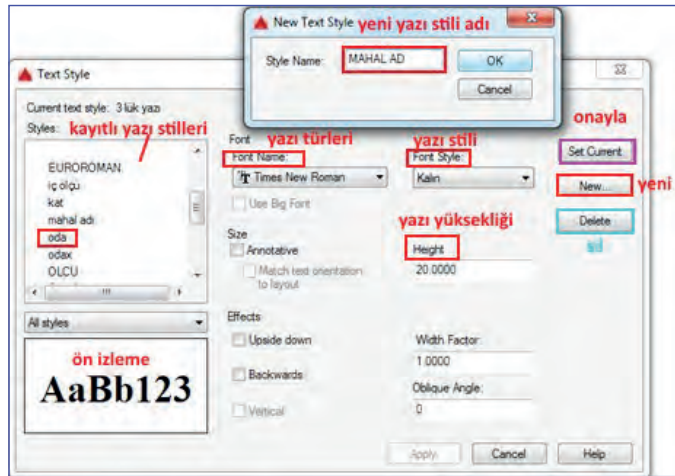 New Text Style yeni yazı stili adı
Style Name: MAHAL AD
OK
Cancel
Text Style
Current text style: 3 lük yazı
Styles: kayıtlı yazı stilleri
EUROROMAN
iç ölçü
kat
mahal adı
oda
odax
OLCU
All styles
ön izleme
AaBb123
Font yazı türleri
Font Name:
Times New Roman
Use Big Font
yazı stili
Font Style:
Kalın
Size
Annotative
Match text orientation
to layout
yazı yüksekliği
Height
20.0000
Effects
Upside down
Backwards
Vertical
Width Factor:
1.0000
Oblique Angle:
0
onayla
Set Current
New... yeni
Delete
sil
Apply
Cancel
Help